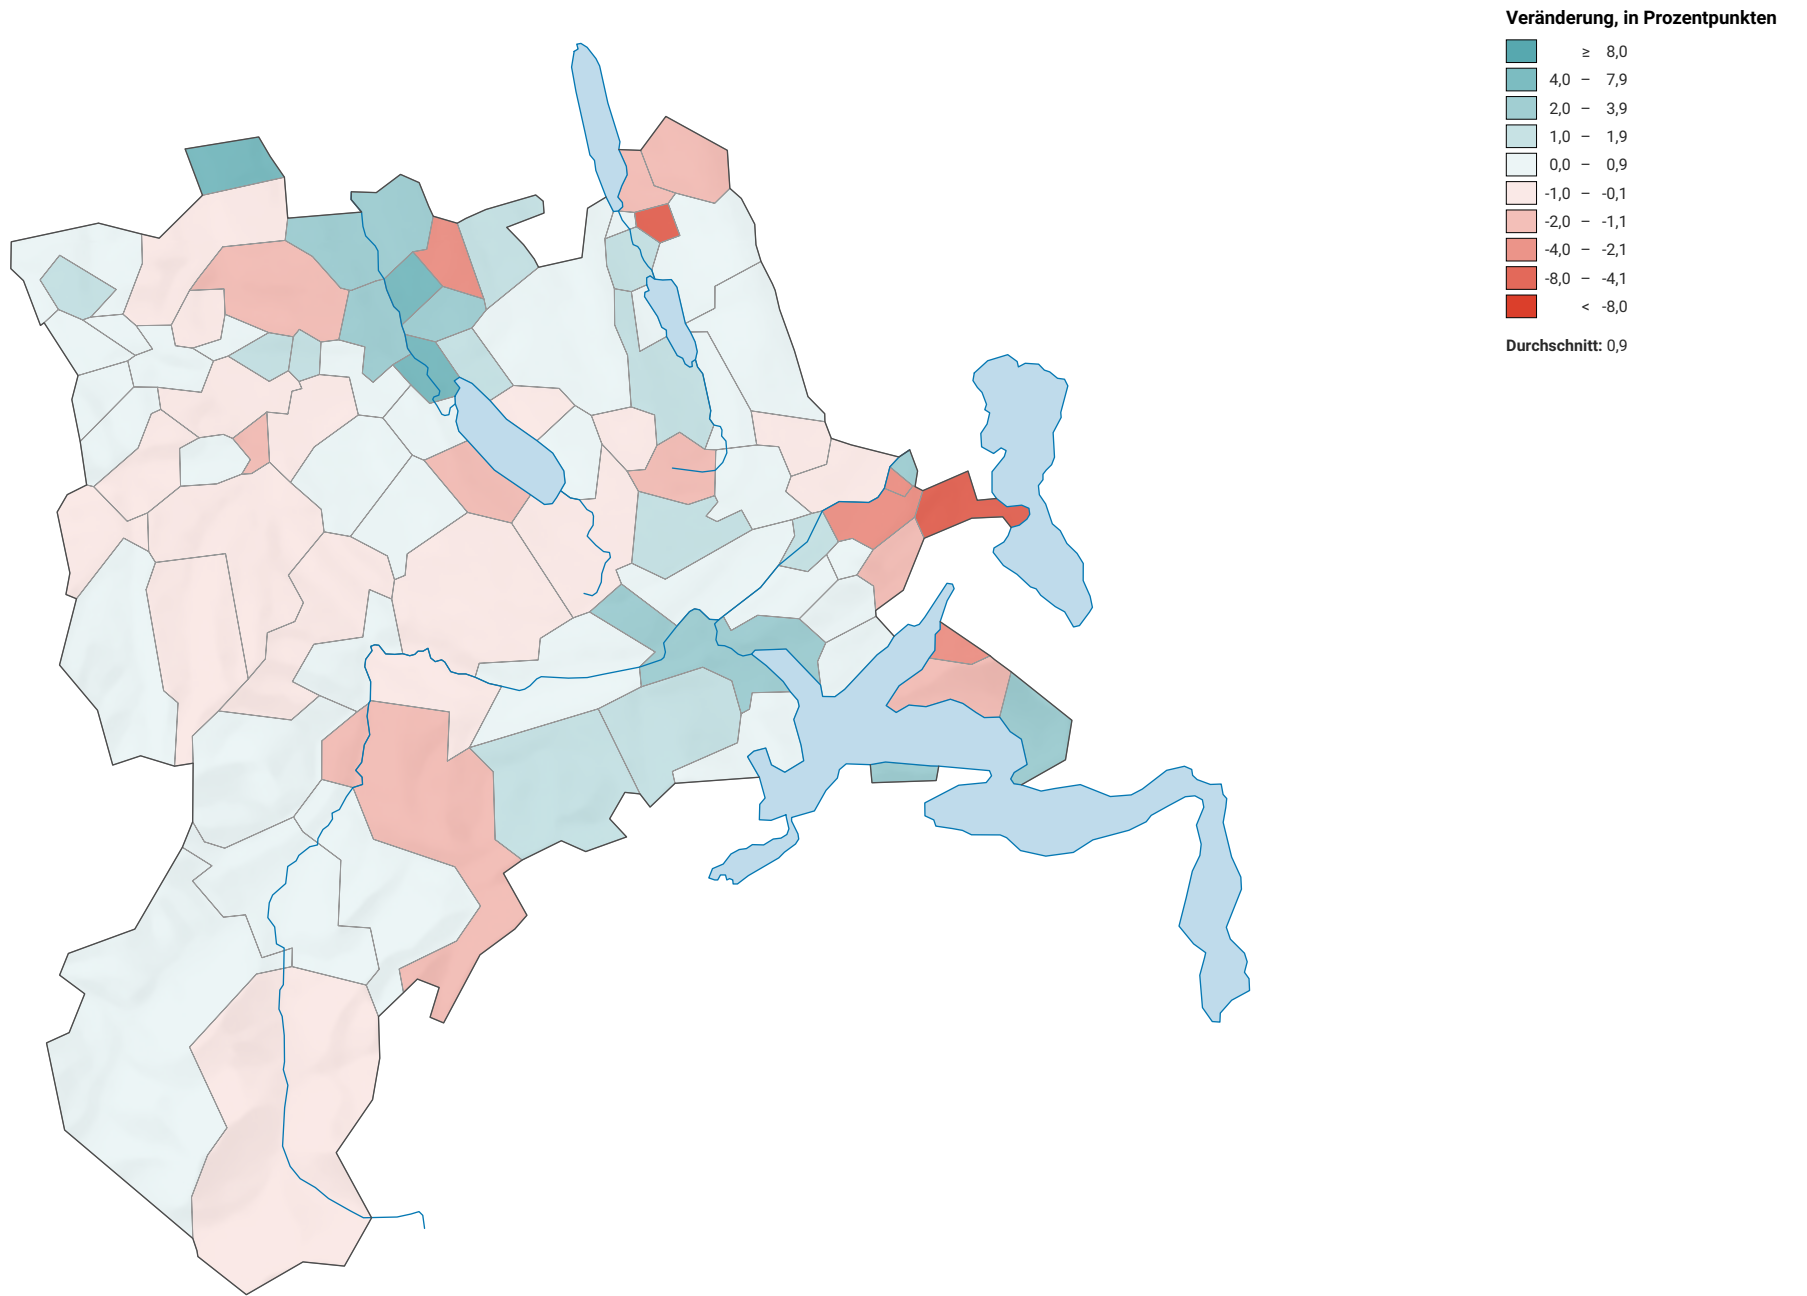 Veränderung, in Prozentpunkten
≥ 8,0
4,0 – 7,9
2,0 – 3,9
1,0 – 1,9
0,0 – 0,9
-1,0 – -0,1
-2,0 – -1,1
-4,0 – -2,1
-8,0 – -4,1
< -8,0
Durchschnitt: 0,9